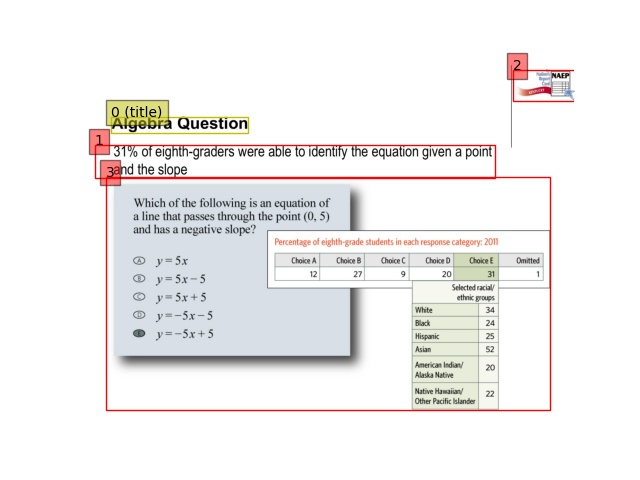 2
NAEP
0 (title)
Algebra Question
1
31% of eighth-graders were able to identify the equation given a point
and the slope
3
Which of the following is an equation of
a line that passes through the point (0, 5)
and has a negative slope?
A y = 5x
B y = 5x – 5
C y = 5x + 5
D y = –5x – 5
E y = –5x + 5
Percentage of eighth-grade students in each response category: 2011
Choice A Choice B Choice C Choice D Choice E Omitted
12 27 9 20 31 1
Selected racial/
ethnic groups
White 34
Black 24
Hispanic 25
Asian 52
American Indian/
Alaska Native 20
Native Hawaiian/
Other Pacific Islander 22